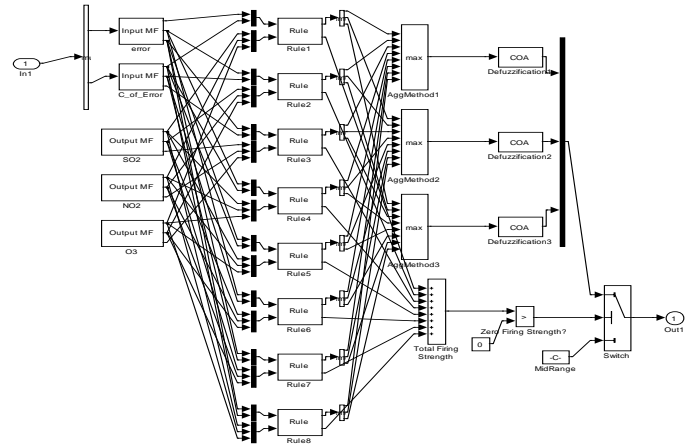 1
In1
Input MF
error
Input MF
C_of_Error
Output MF
SO2
Output MF
NO2
Output MF
O3
Rule
Rule1
Rule
Rule2
Rule
Rule3
Rule
Rule4
Rule
Rule5
Rule
Rule6
Rule
Rule7
Rule
Rule8
max
AggMethod1
max
AggMethod2
max
AggMethod3
Total Firing
Strength
COA
Defuzzification1
COA
Defuzzification2
COA
Defuzzification3
>
Zero Firing Strength?
0
-C-
MidRange
Switch
1
Out1